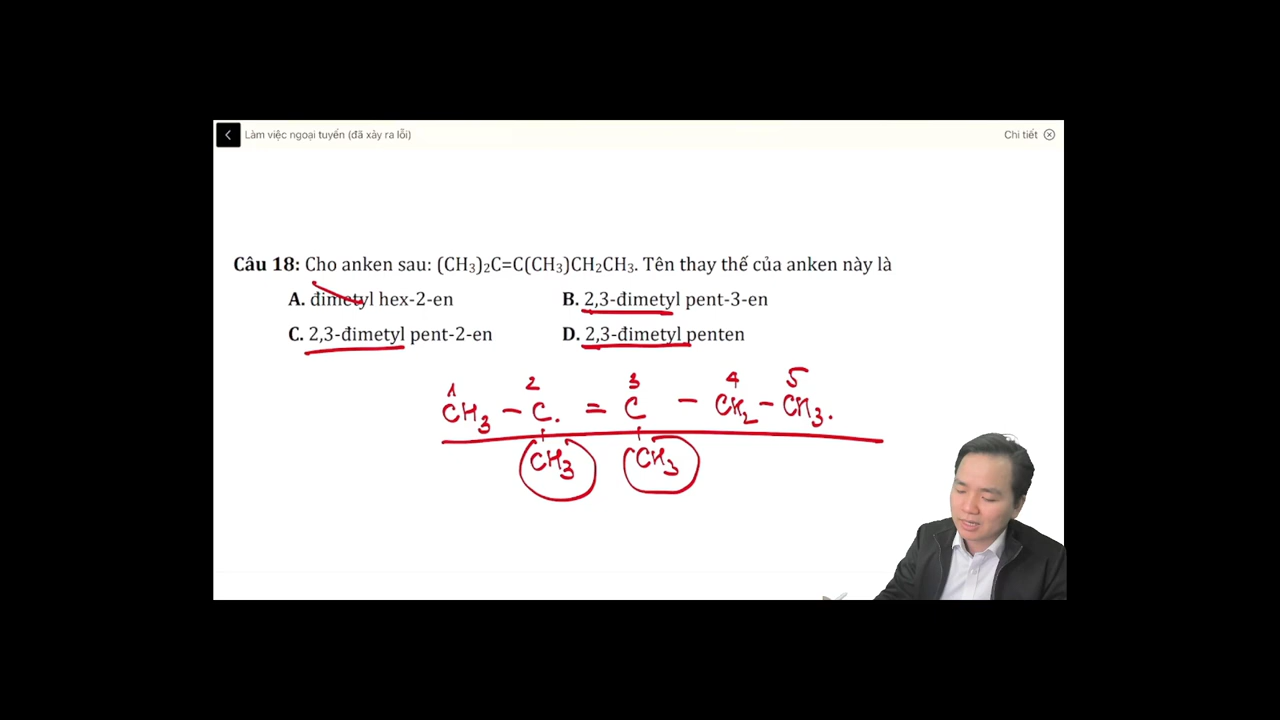 Làm việc ngoại tuyến (đã xảy ra lỗi)
Chi tiết
Câu 18: Cho anken sau: (CH₃)₂C=C(CH₃)CH₂CH₃. Tên thay thế của anken này là
A. đimetyl hex-2-en
B. 2,3-đimetyl pent-3-en
C. 2,3-đimetyl pent-2-en
D. 2,3-đimetyl penten
1 2 3 4 5
CH₃ - C = C - CH₂ - CH₃.
CH₃ CH₃